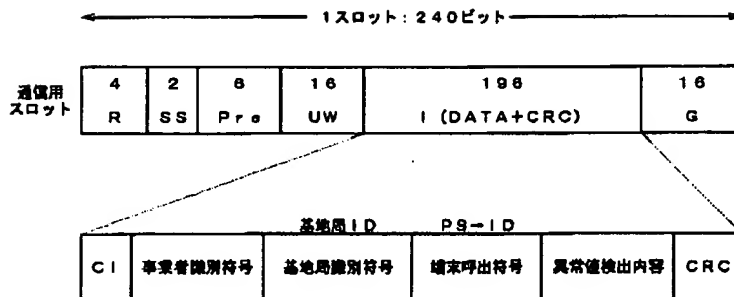 1スロット:240ビット
通信用
スロット
4 2 6 16 196 16
R SS Pre UW I (DATA+CRC) G
基地局ID PS-ID
CI 事業者識別符号 基地局識別符号 端末呼出符号 異常値検出内容 CRC